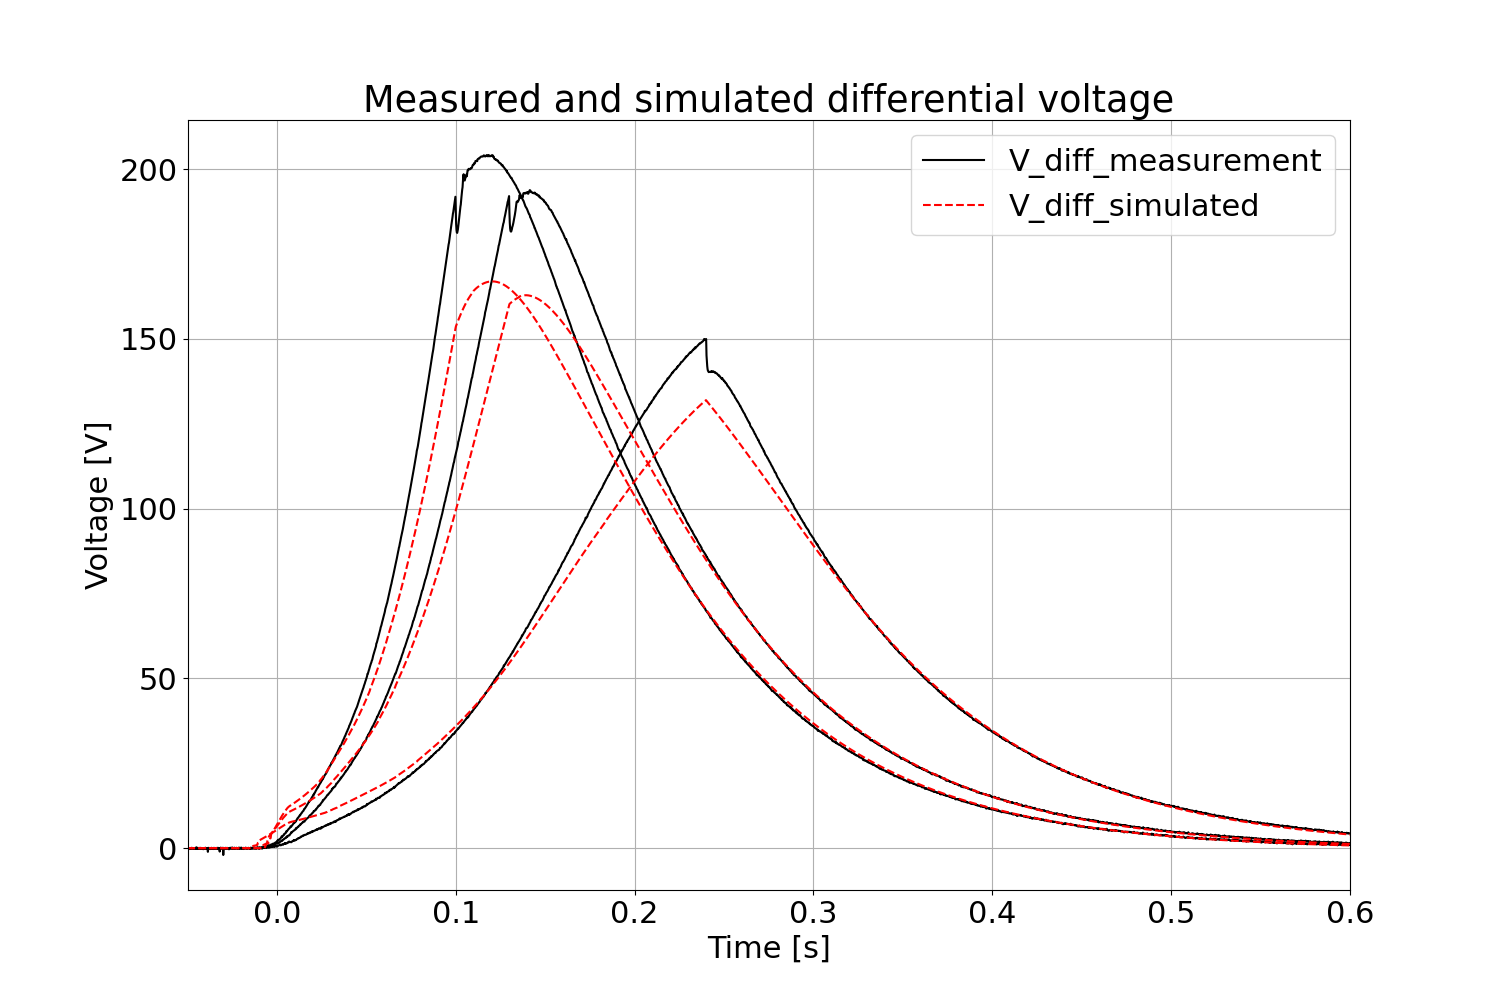 Measured and simulated differential voltage
V_diff_measurement
V_diff_simulated
Voltage [V]
200
150
100
50
0
0.0 0.1 0.2 0.3 0.4 0.5 0.6
Time [s]